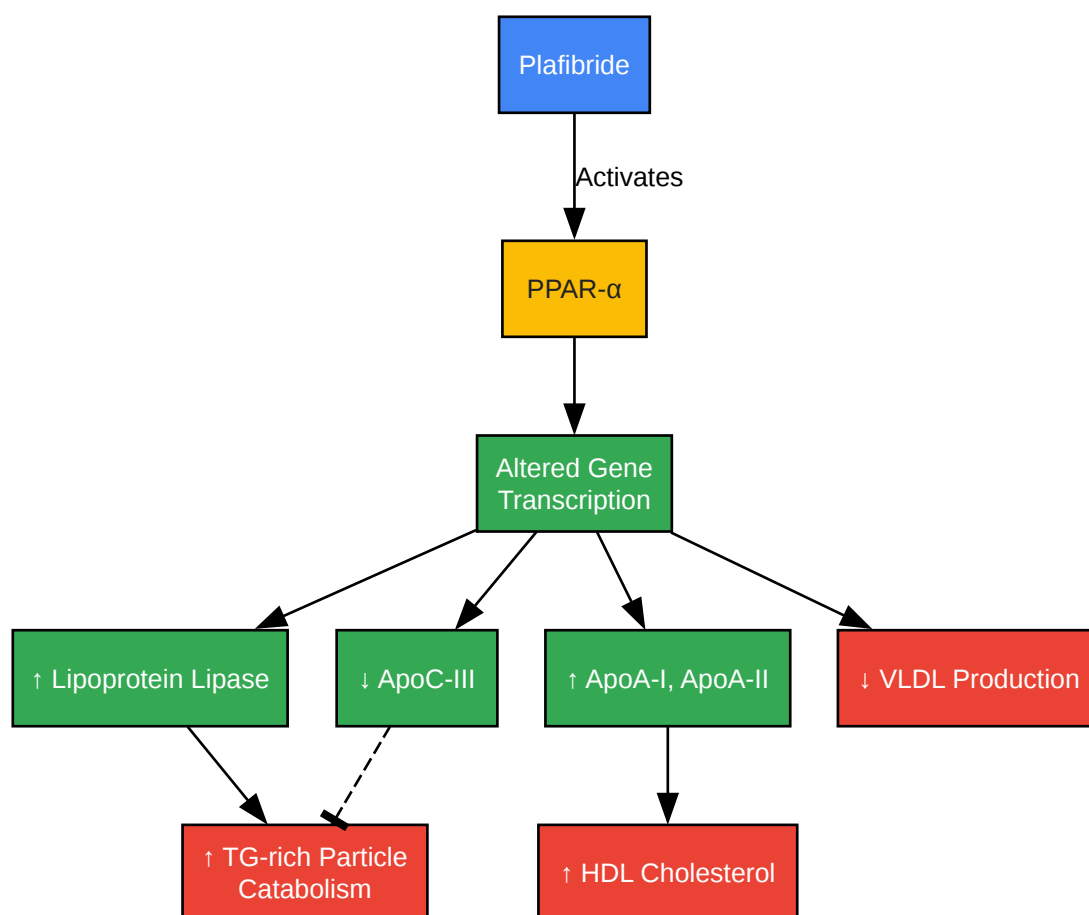 Plafibride
Activates
PPAR-α
Altered Gene
Transcription
↑ Lipoprotein Lipase
↓ ApoC-III
↑ ApoA-I, ApoA-II
↓ VLDL Production
↑ TG-rich Particle
Catabolism
↑ HDL Cholesterol